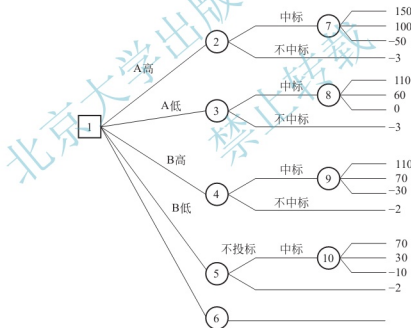 150
中标
7
100
2
-50
A高
不中标
-3
110
A低
中标
8
60
3
0
1
不中标
-3
110
B高
中标
9
70
4
-30
B低
不中标
-2
70
不投标
中标
10
30
5
-10
-2
6
北京大学出版
禁止转载